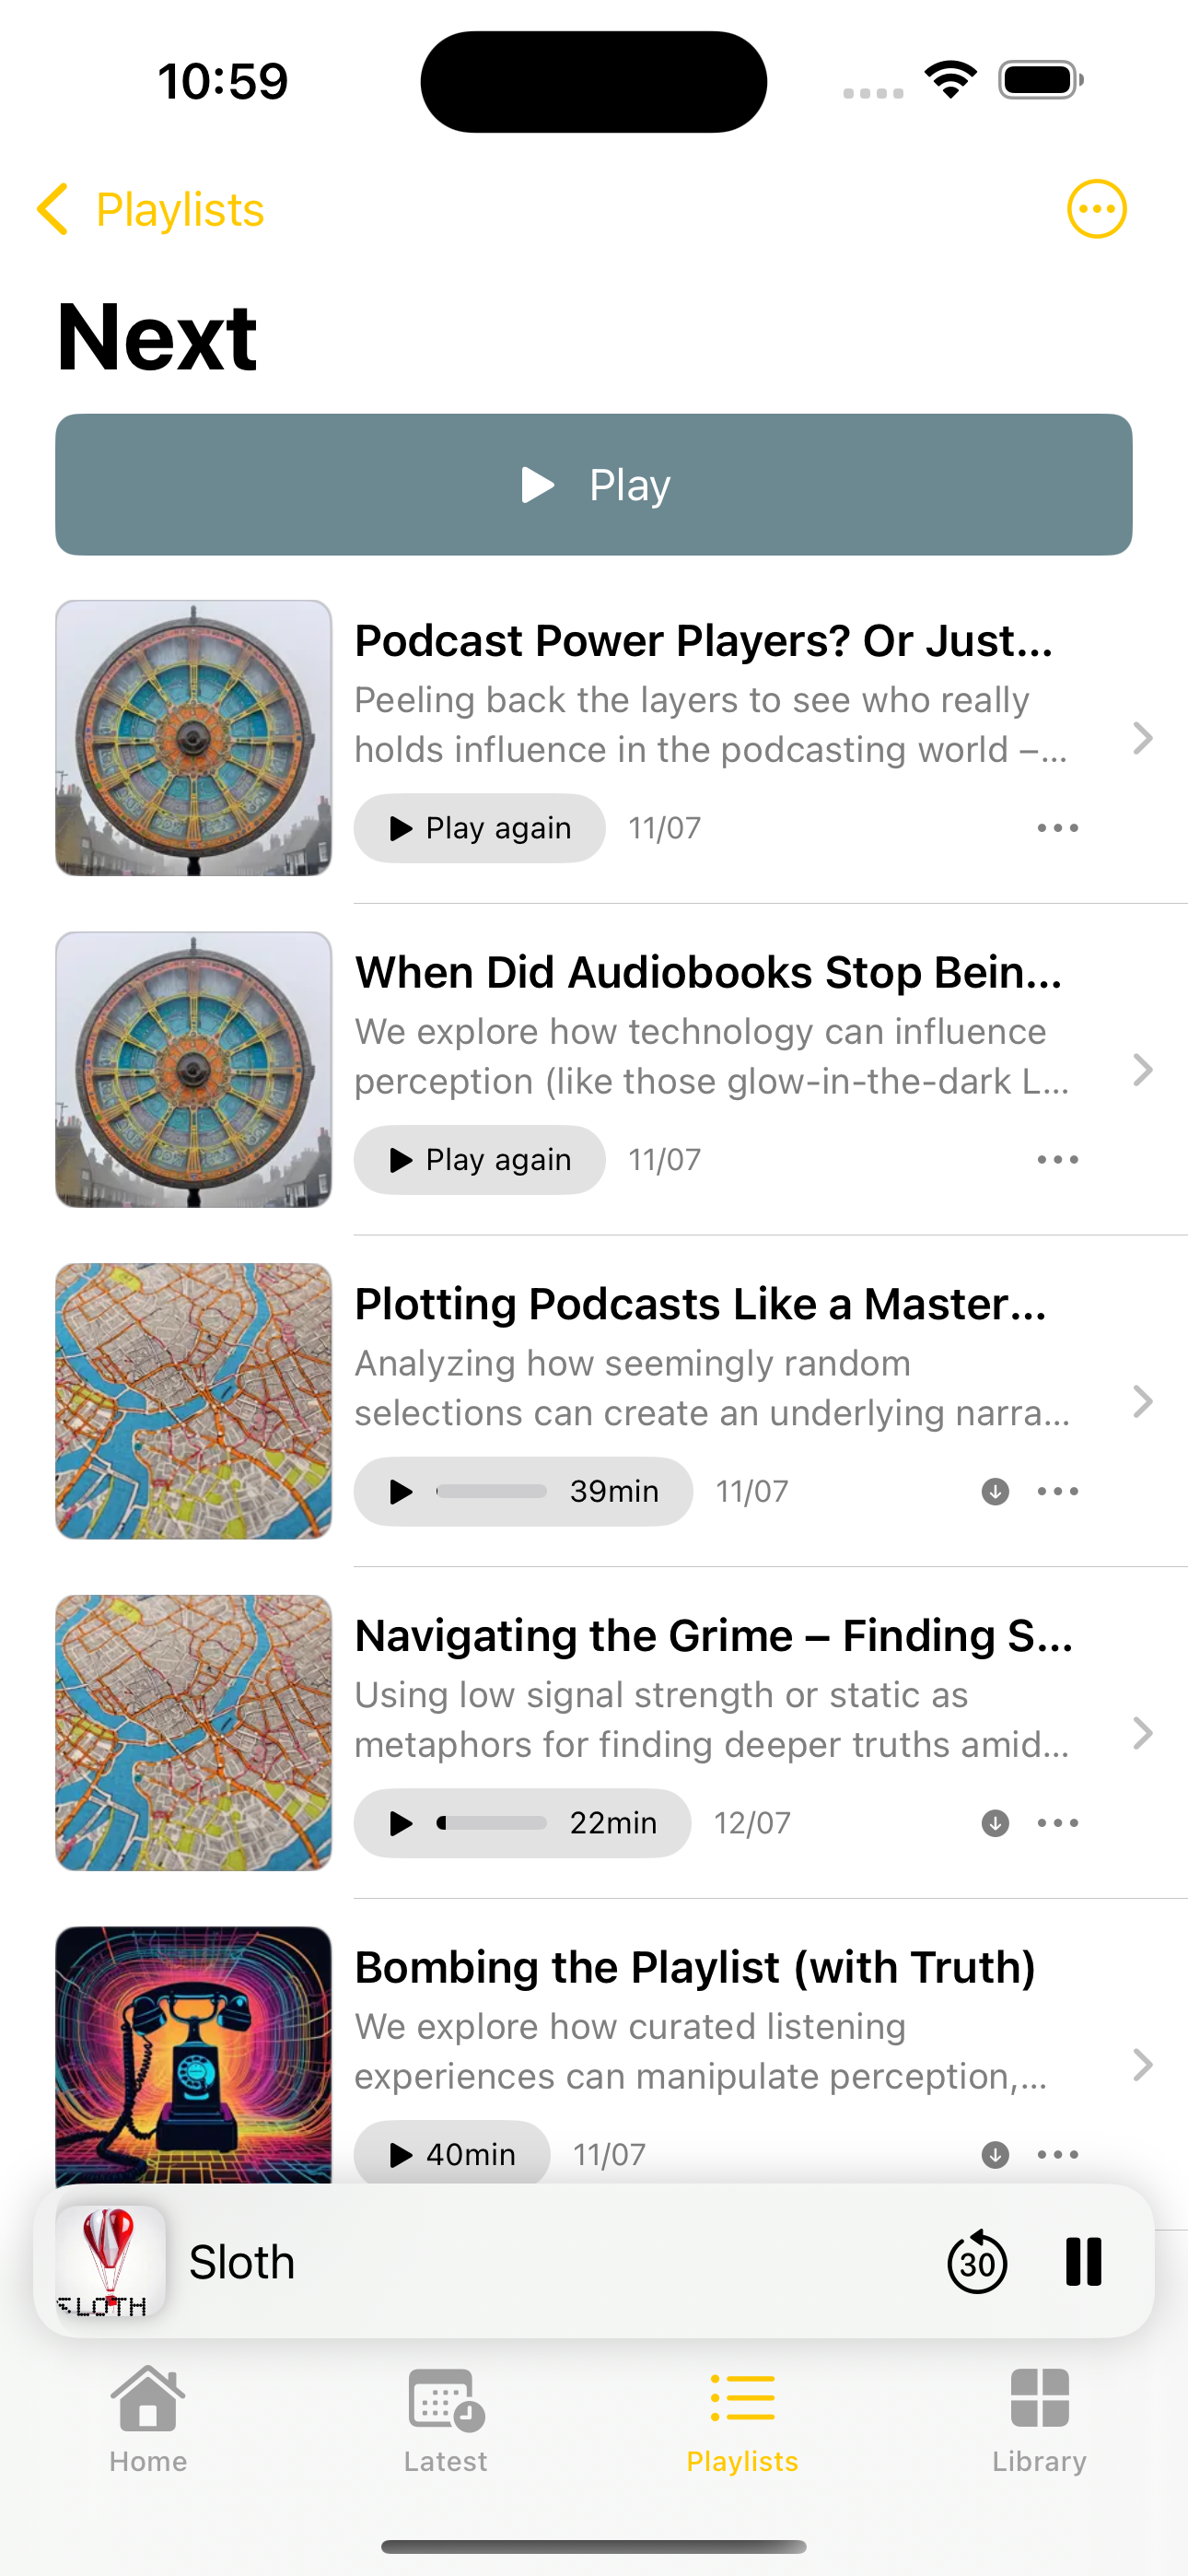 10:59
Playlists
Next
Play
Podcast Power Players? Or Just...
Peeling back the layers to see who really
holds influence in the podcasting world –...
Play again 11/07
When Did Audiobooks Stop Bein...
We explore how technology can influence
perception (like those glow-in-the-dark L...
Play again 11/07
Plotting Podcasts Like a Master...
Analyzing how seemingly random
selections can create an underlying narra...
39min 11/07
Navigating the Grime – Finding S...
Using low signal strength or static as
metaphors for finding deeper truths amid...
22min 12/07
Bombing the Playlist (with Truth)
We explore how curated listening
experiences can manipulate perception,...
40min 11/07
SLOTH
Sloth
30
Home Latest Playlists Library